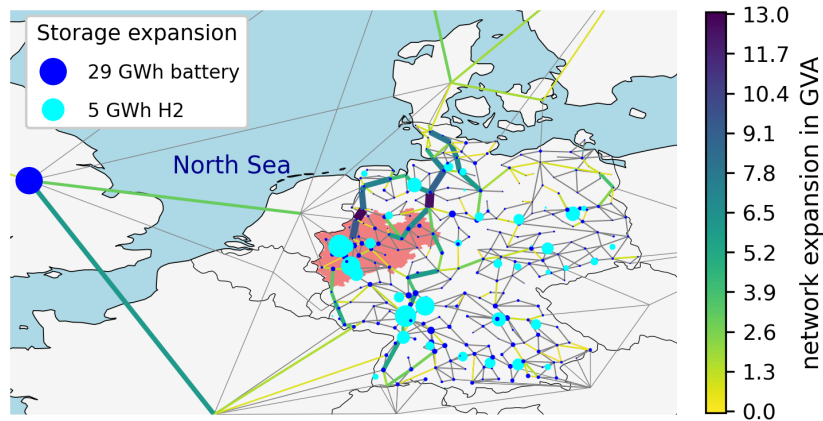 Storage expansion
29 GWh battery
5 GWh H2
North Sea
13.0
11.7
10.4
9.1
7.8
6.5
5.2
3.9
2.6
1.3
0.0
network expansion in GVA